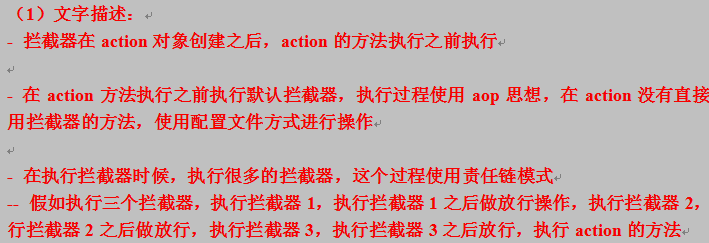 （1）文字描述：
- 拦截器在 action 对象创建之后，action 的方法执行之前执行
- 在 action 方法执行之前执行默认拦截器，执行过程使用 aop 思想，在 action 没有直接
用拦截器的方法，使用配置文件方式进行操作
- 在执行拦截器时候，执行很多的拦截器，这个过程使用责任链模式
-- 假如执行三个拦截器，执行拦截器 1，执行拦截器 1 之后做放行操作，执行拦截器 2，
行拦截器 2 之后做放行，执行拦截器 3，执行拦截器 3 之后放行，执行 action 的方法